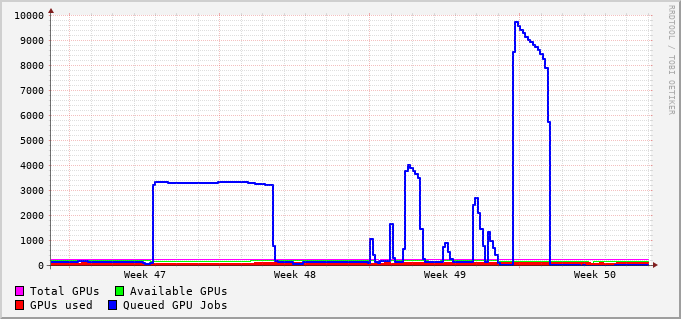 10000
9000
8000
7000
6000
5000
4000
3000
2000
1000
0
Week 47 Week 48 Week 49 Week 50
Total GPUs Available GPUs
GPUs used Queued GPU Jobs
RRDTOOL / TOBI OETIKER